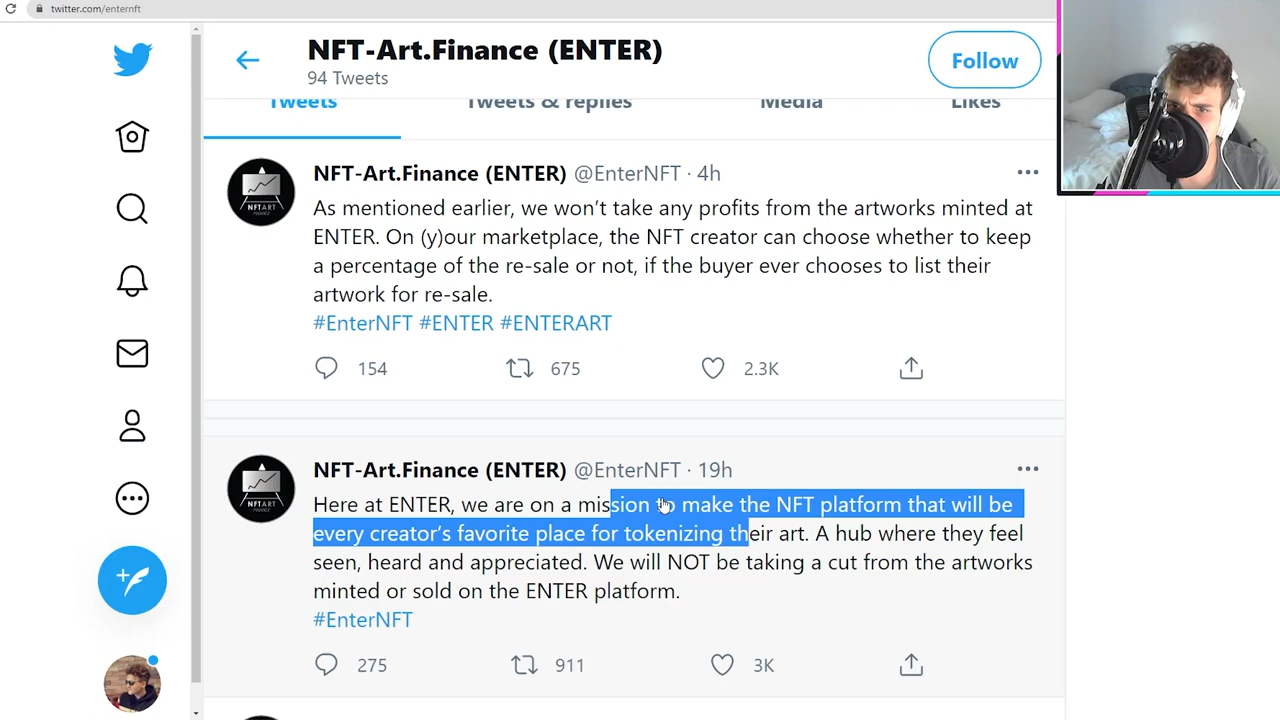 twitter.com/enternft
NFT-Art.Finance (ENTER)
94 Tweets
Follow
Tweets
Tweets & replies
Media
Likes
NFT-Art.Finance (ENTER) @EnterNFT · 4h
As mentioned earlier, we won’t take any profits from the artworks minted at
ENTER. On (y)our marketplace, the NFT creator can choose whether to keep
a percentage of the re-sale or not, if the buyer ever chooses to list their
artwork for re-sale.
#EnterNFT #ENTER #ENTERART
154
675
2.3K
NFT-Art.Finance (ENTER) @EnterNFT · 19h
Here at ENTER, we are on a mission to make the NFT platform that will be
every creator’s favorite place for tokenizing their art. A hub where they feel
seen, heard and appreciated. We will NOT be taking a cut from the artworks
minted or sold on the ENTER platform.
#EnterNFT
275
911
3K
NFTART
FINANCE
NFTART
FINANCE